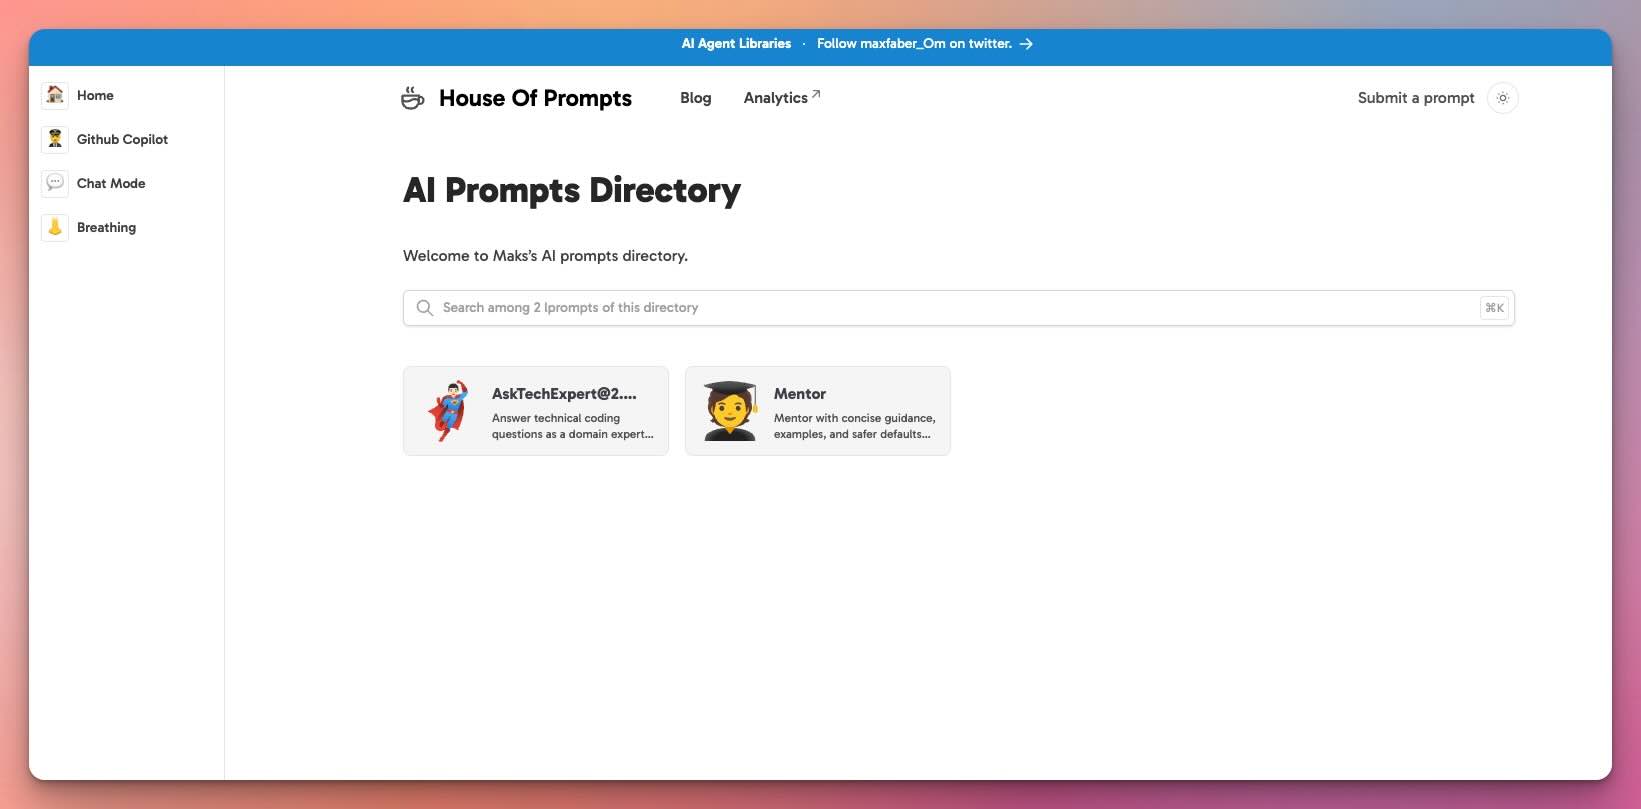 AI Agent Libraries · Follow maxfaber_Om on twitter. →
Home
Github Copilot
Chat Mode
Breathing
House Of Prompts
Blog
Analytics ↗
Submit a prompt
AI Prompts Directory
Welcome to Maks’s AI prompts directory.
Search among 2 lprompts of this directory
⌘K
AskTechExpert@2....
Answer technical coding
questions as a domain expert...
Mentor
Mentor with concise guidance,
examples, and safer defaults...